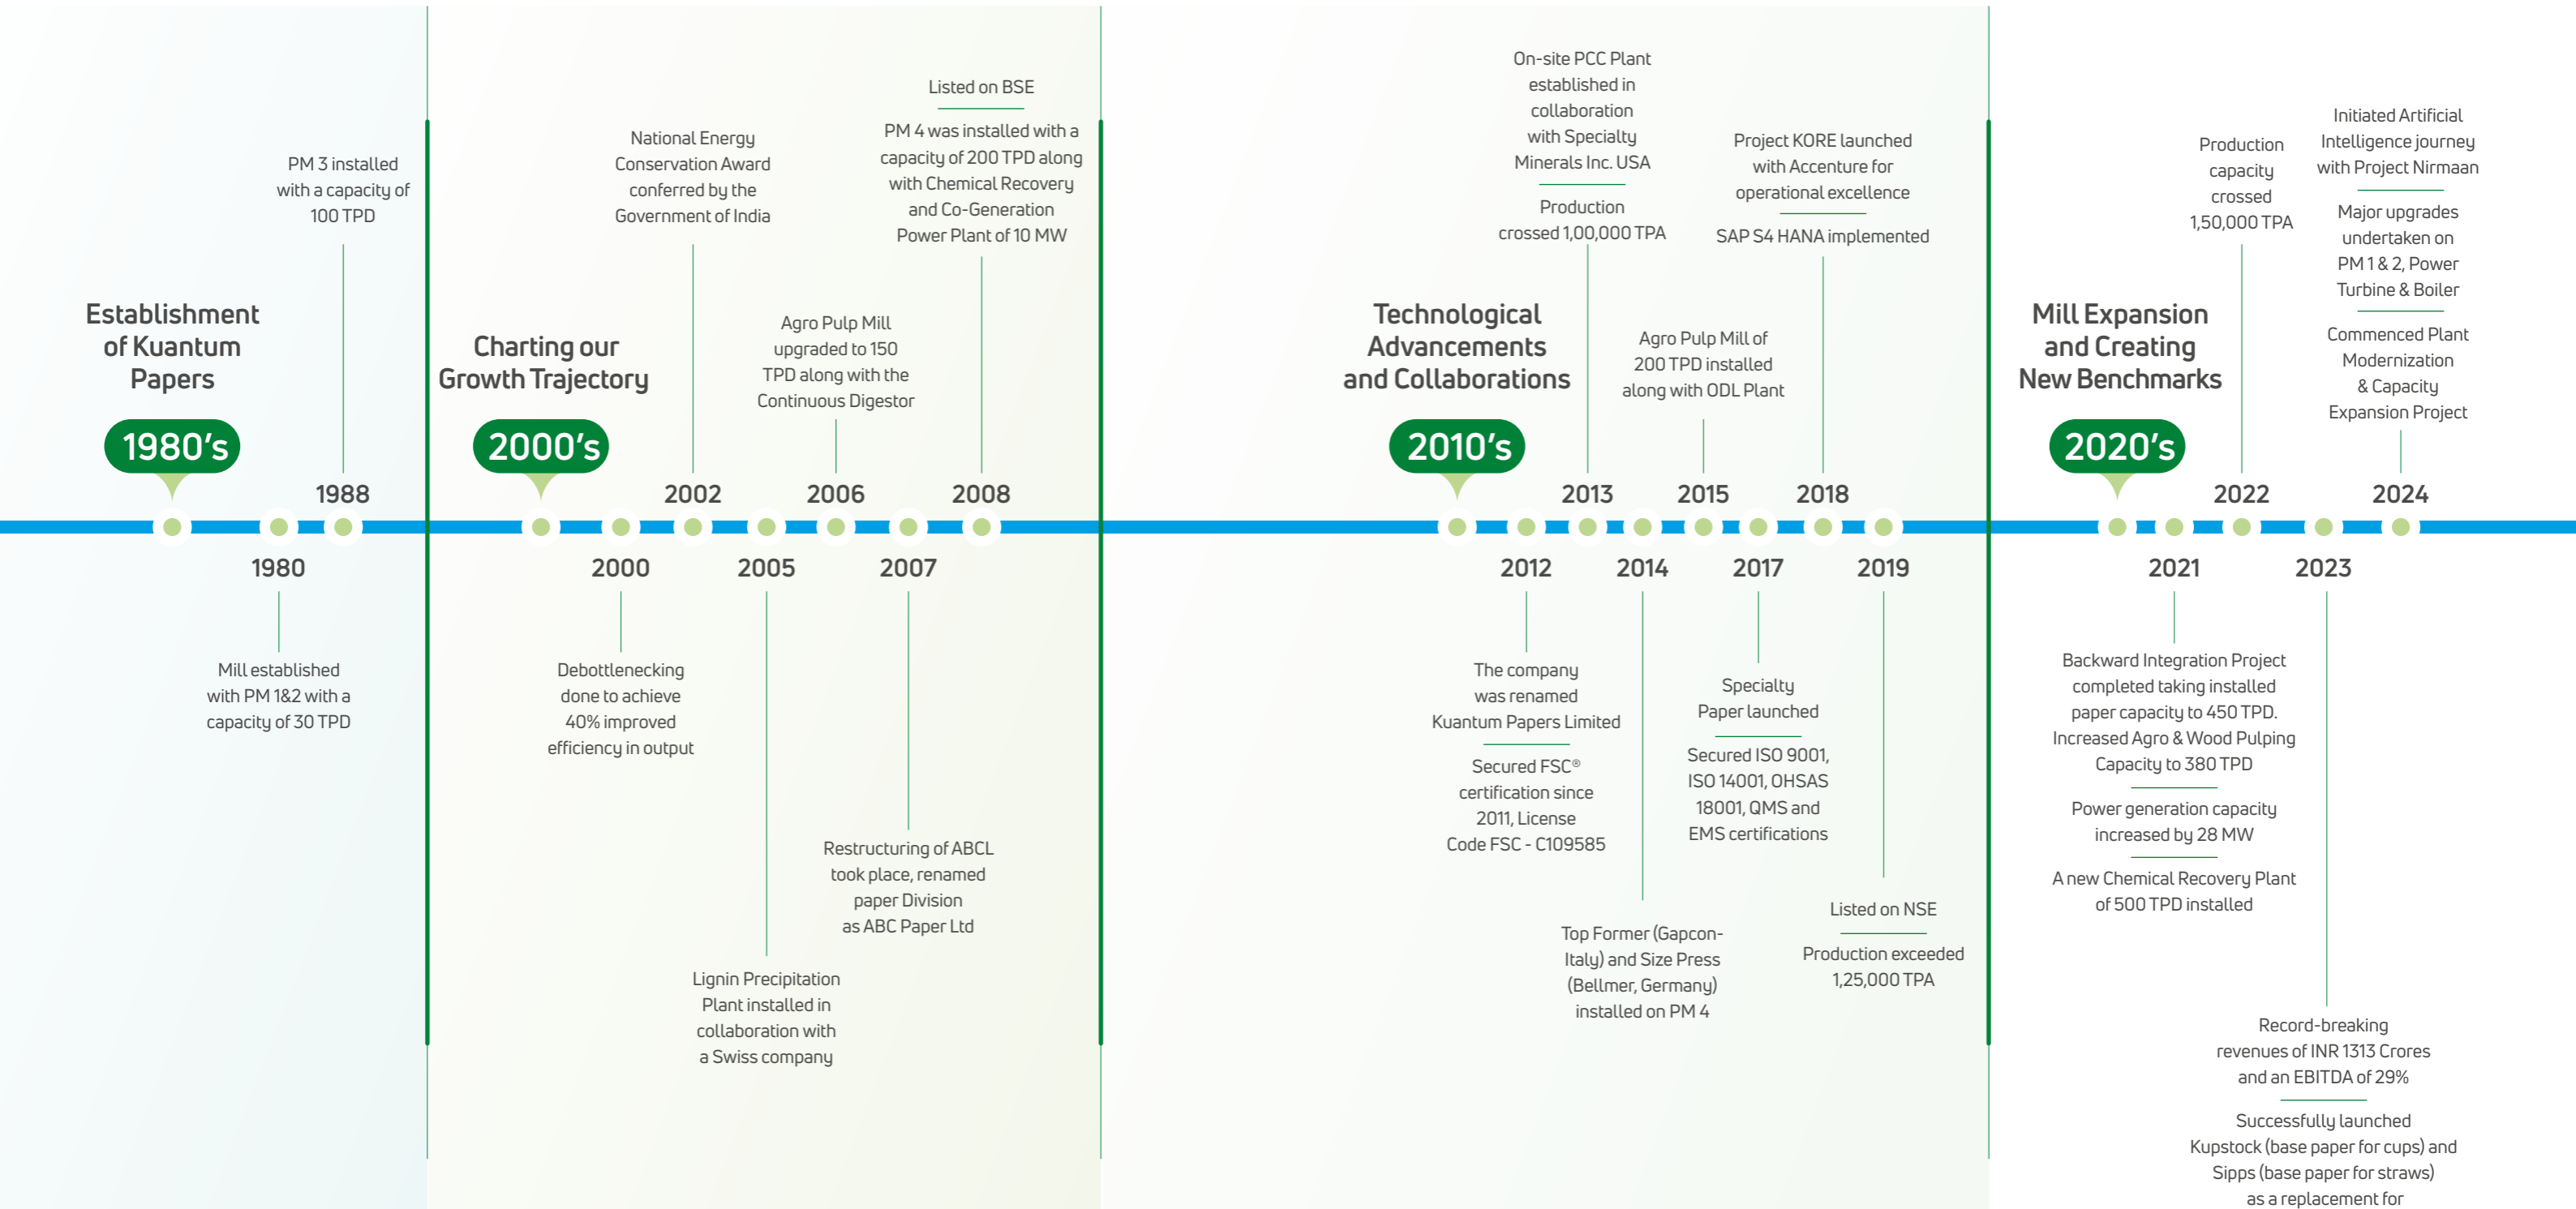 Establishment
of Kuantum
Papers
1980's
1980
Mill established
with PM 1&2 with a
capacity of 30 TPD
PM 3 installed
with a capacity of
100 TPD
1988
Charting our
Growth Trajectory
2000's
2000
Debottlenecking
done to achieve
40% improved
efficiency in output
National Energy
Conservation Award
conferred by the
Government of India
2002
2005
Lignin Precipitation
Plant installed in
collaboration with
a Swiss company
Agro Pulp Mill
upgraded to 150
TPD along with the
Continuous Digestor
2006
2007
Restructuring of ABCL
took place, renamed
paper Division
as ABC Paper Ltd
Listed on BSE
PM 4 was installed with a
capacity of 200 TPD along
with Chemical Recovery
and Co-Generation
Power Plant of 10 MW
2008
Technological
Advancements
and Collaborations
2010's
2012
The company
was renamed
Kuantum Papers Limited
Secured FSC®
certification since
2011, License
Code FSC - C109585
On-site PCC Plant
established in
collaboration
with Specialty
Minerals Inc. USA
Production
crossed 1,00,000 TPA
2013
2014
Top Former (Gapcon-
Italy) and Size Press
(Bellmer, Germany)
installed on PM 4
Agro Pulp Mill of
200 TPD installed
along with ODL Plant
2015
2017
Specialty
Paper launched
Secured ISO 9001,
ISO 14001, OHSAS
18001, QMS and
EMS certifications
Project KORE launched
with Accenture for
operational excellence
SAP S4 HANA implemented
2018
2019
Listed on NSE
Production exceeded
1,25,000 TPA
Mill Expansion
and Creating
New Benchmarks
2020's
2021
Backward Integration Project
completed taking installed
paper capacity to 450 TPD.
Increased Agro & Wood Pulping
Capacity to 380 TPD
Power generation capacity
increased by 28 MW
A new Chemical Recovery Plant
of 500 TPD installed
Production
capacity
crossed
1,50,000 TPA
2022
2023
Record-breaking
revenues of INR 1313 Crores
and an EBITDA of 29%
Successfully launched
Kupstock (base paper for cups) and
Sipps (base paper for straws)
as a replacement for
Initiated Artificial
Intelligence journey
with Project Nirmaan
Major upgrades
undertaken on
PM 1 & 2, Power
Turbine & Boiler
Commenced Plant
Modernization
& Capacity
Expansion Project
2024